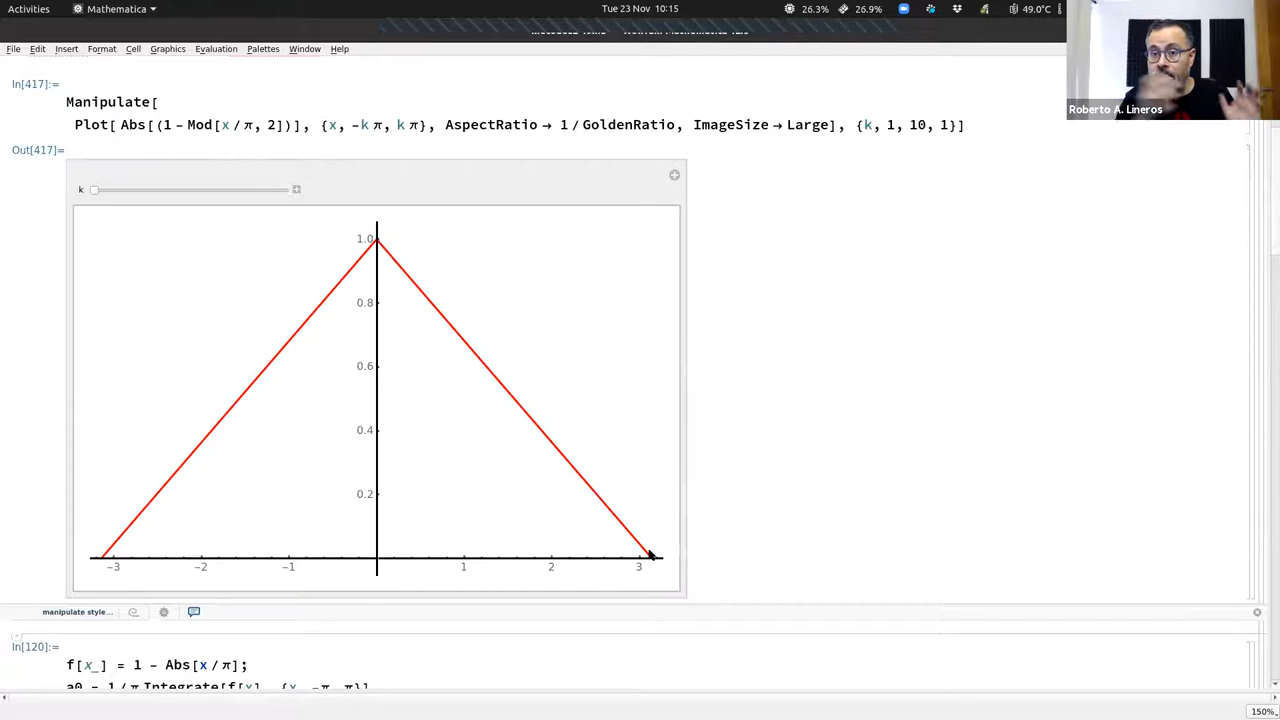 Activities
Mathematica
Tue 23 Nov 10:15
26.3%
26.9%
49.0°C
File Edit Insert Format Cell Graphics Evaluation Palettes Window Help
Roberto A. Lineros
In[417]:=
Manipulate[
Plot[ Abs[(1 - Mod[x / π, 2])], {x, -k π, k π}, AspectRatio → 1 / GoldenRatio, ImageSize → Large], {k, 1, 10, 1}]
Out[417]=
k
1.0
0.8
0.6
0.4
0.2
-3 -2 -1 1 2 3
manipulate style...
In[120]:=
f[x_] = 1 - Abs[x / π];
a0 = 1/π Integrate[f[x], {x, -π, π}]
150%